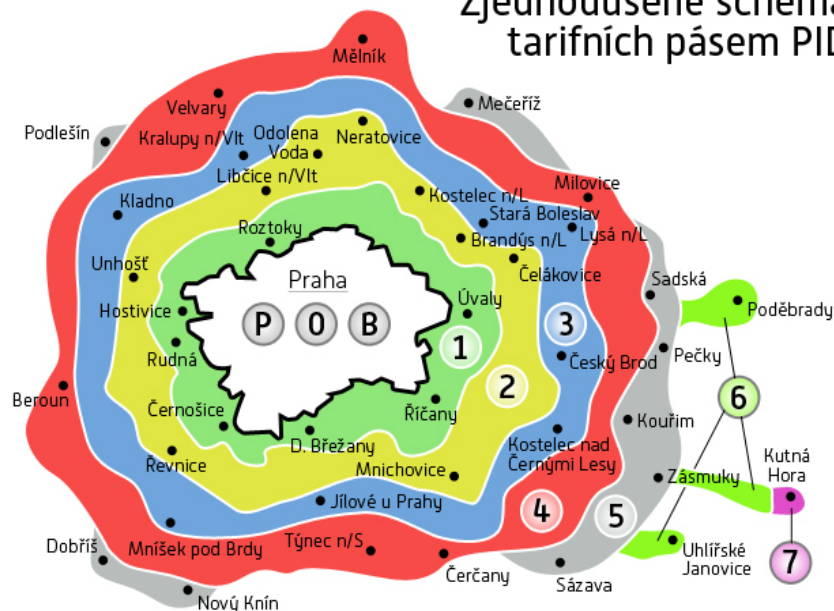 Zjednodušené schéma
tarifních pásem PID
Mělník
Velvary
Mečeříž
Podlešín
Kralupy n/Vlt
Odolena
Voda
Neratovice
Libčice n/Vlt
Milovice
Kladno
Kostelec n/L
Stará Boleslav
Roztoky
Brandýs n/L
Lysá n/L
Unhošť
Čelákovice
Praha
Sadská
Hostivice
Úvaly
Poděbrady
P O B
3
1
Rudná
Český Brod
Pečky
2
Beroun
6
Černošice
Říčany
Kouřim
D. Břežany
Kostelec nad
Černými Lesy
Řevnice
Mnichovice
Kutná
Hora
Zásmuky
Jílové u Prahy
4
5
Mníšek pod Brdy
Týnec n/S
Dobříš
Uhlířské
Janovice
7
Čerčany
Sázava
Nový Knín